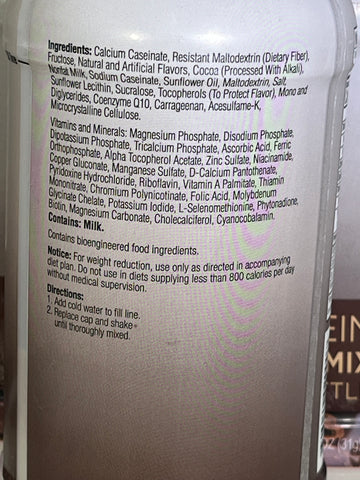 Ingredients: Calcium Caseinate, Resistant Maltodextrin (Dietary Fiber),
Fructose, Natural and Artificial Flavors, Cocoa (Processed With Alkali),
Nonfat Milk, Sodium Caseinate, Sunflower Oil, Maltodextrin, Salt,
Sunflower Lecithin, Sucralose, Tocopherols (To Protect Flavor), Mono and
Diglycerides, Coenzyme Q10, Carrageenan, Acesulfame-K,
Microcrystalline Cellulose.
Vitamins and Minerals: Magnesium Phosphate, Disodium Phosphate,
Dipotassium Phosphate, Tricalcium Phosphate, Ascorbic Acid, Ferric
Orthophosphate, Alpha Tocopherol Acetate, Zinc Sulfate, Niacinamide,
Copper Gluconate, Manganese Sulfate, D-Calcium Pantothenate,
Pyridoxine Hydrochloride, Riboflavin, Vitamin A Palmitate, Thiamin
Mononitrate, Chromium Polynicotinate, Folic Acid, Molybdenum
Glycinate Chelate, Potassium Iodide, L-Selenomethionine, Phytonadione,
Biotin, Magnesium Carbonate, Cholecalciferol, Cyanocobalamin.
Contains: Milk.
Contains bioengineered food ingredients.
Notice: For weight reduction, use only as directed in accompanying
diet plan. Do not use in diets supplying less than 800 calories per day
without medical supervision.
Directions:
1. Add cold water to fill line.
2. Replace cap and shake
until thoroughly mixed.
EIN
MIX
TL
OZ (31g